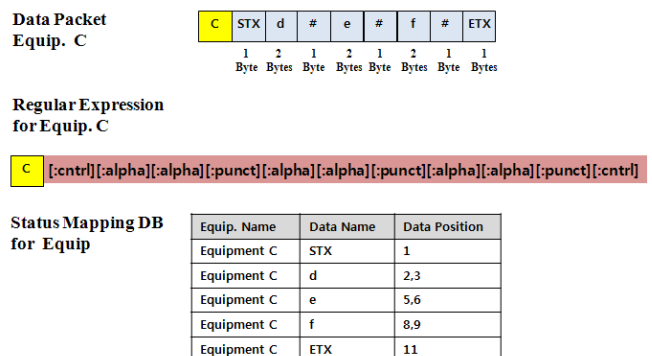 Data Packet
Equip. C
C STX d # e # f # ETX
1 2 1 2 1 2 1 1
Byte Bytes Byte Bytes Byte Bytes Byte Bytes
Regular Expression
for Equip. C
C [:cntrl][:alpha][:alpha][:punct][:alpha][:alpha][:punct][:alpha][:alpha][:punct][:cntrl]
Status Mapping DB
for Equip
Equip. Name Data Name Data Position
Equipment C STX 1
Equipment C d 2,3
Equipment C e 5,6
Equipment C f 8,9
Equipment C ETX 11